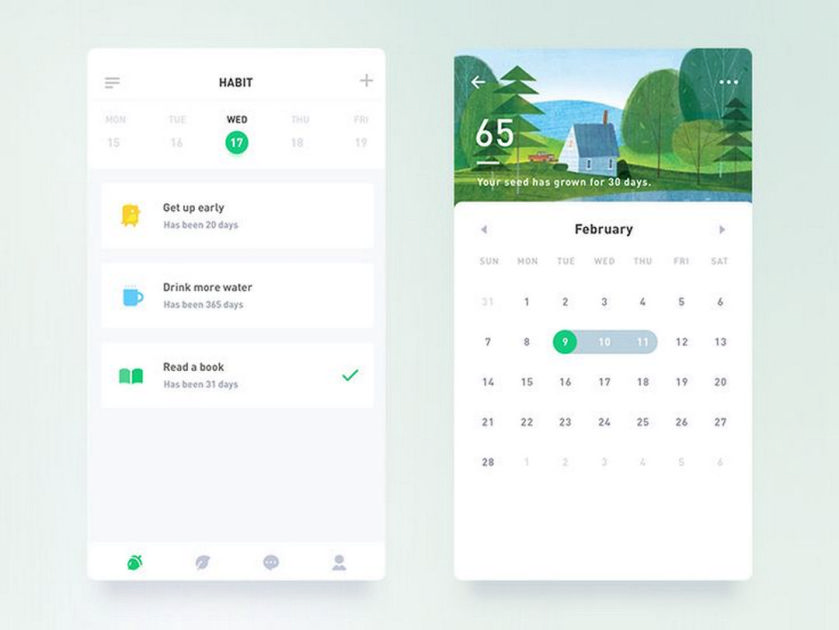 HABIT
MON TUE WED THU FRI
15 16 17 18 19
Get up early
Has been 20 days
Drink more water
Has been 365 days
Read a book
Has been 31 days
65
Your seed has grown for 30 days.
February
SUN MON TUE WED THU FRI SAT
31 1 2 3 4 5 6
7 8 9 10 11 12 13
14 15 16 17 18 19 20
21 22 23 24 25 26 27
28 1 2 3 4 5 6